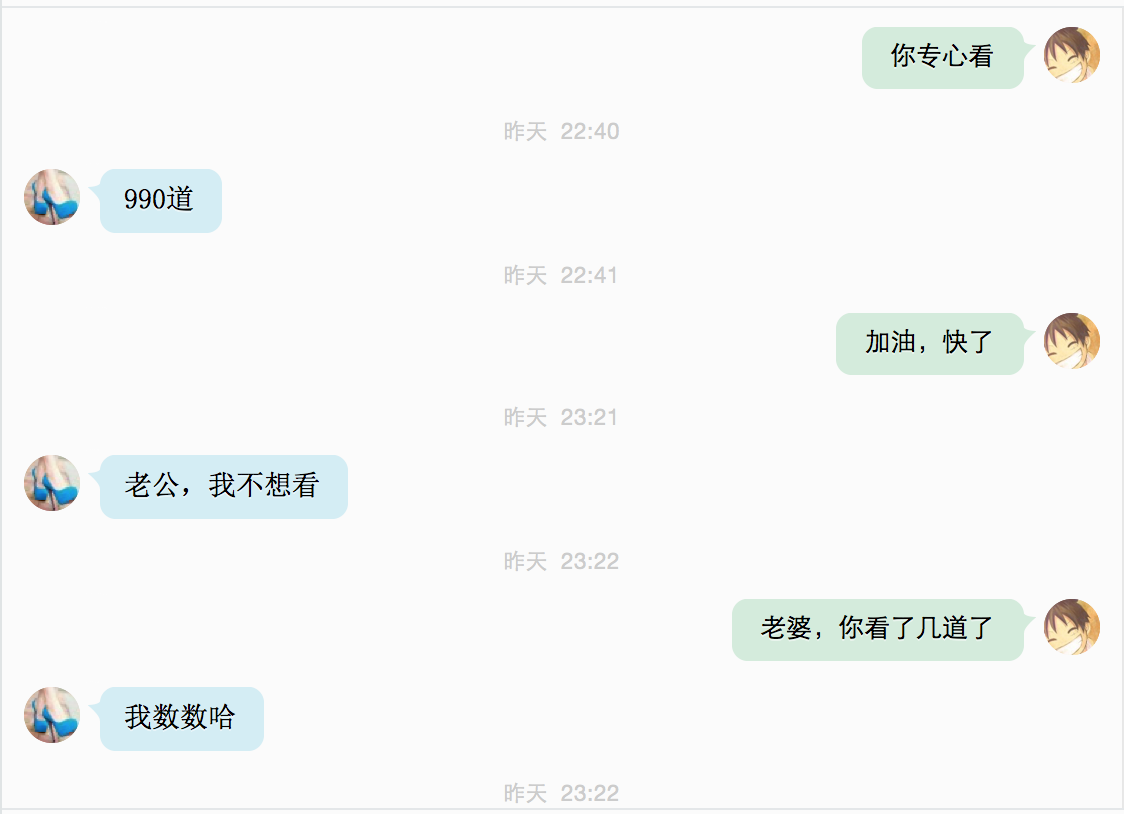 你专心看
昨天 22:40
990道
昨天 22:41
加油，快了
昨天 23:21
老公，我不想看
昨天 23:22
老婆，你看了几道了
我数数哈
昨天 23:22